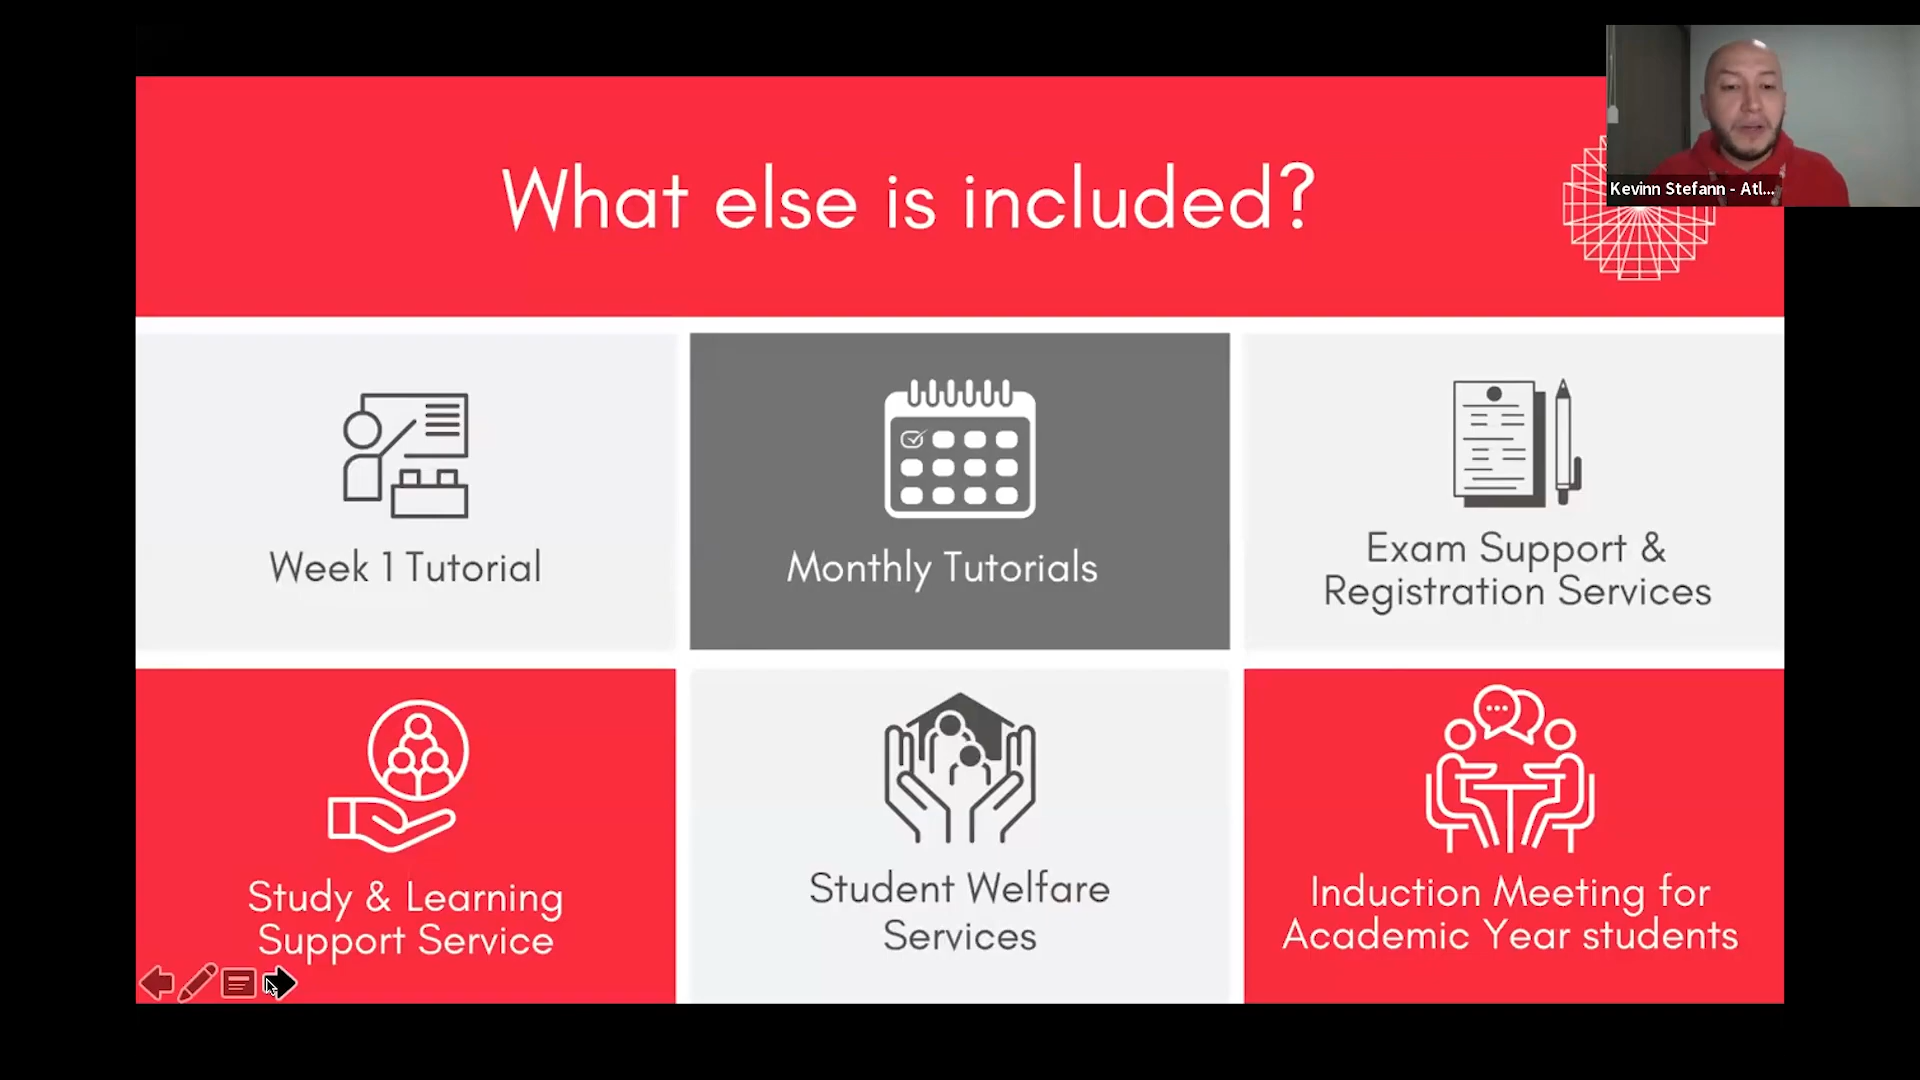 What else is included?
Kevinn Stefann - Atl...
Week 1 Tutorial
Monthly Tutorials
Exam Support &
Registration Services
Study & Learning
Support Service
Student Welfare
Services
Induction Meeting for
Academic Year students